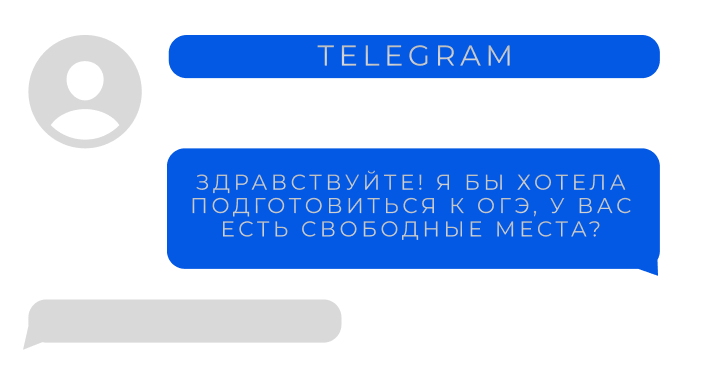 TELEGRAM
ЗДРАВСТВУЙТЕ! Я БЫ ХОТЕЛА
ПОДГОТОВИТЬСЯ К ОГЭ, У ВАС
ЕСТЬ СВОБОДНЫЕ МЕСТА?